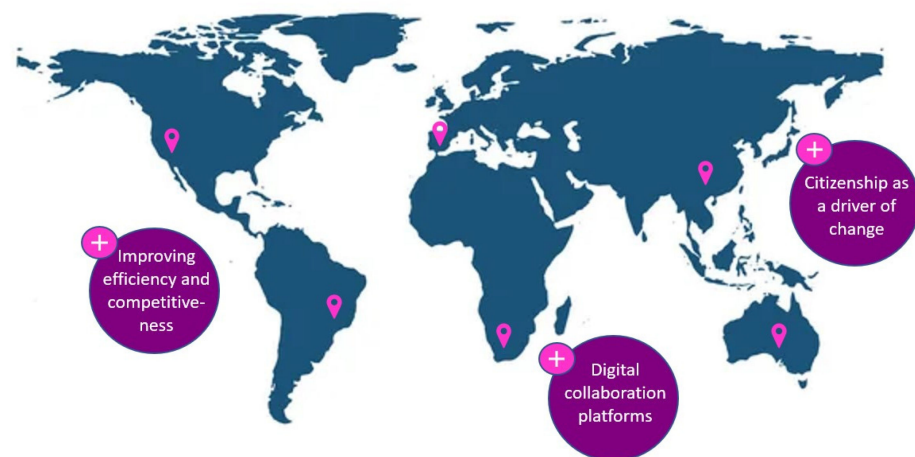 Improving
efficiency and
competitive-
ness
Digital
collaboration
platforms
Citizenship as
a driver of
change